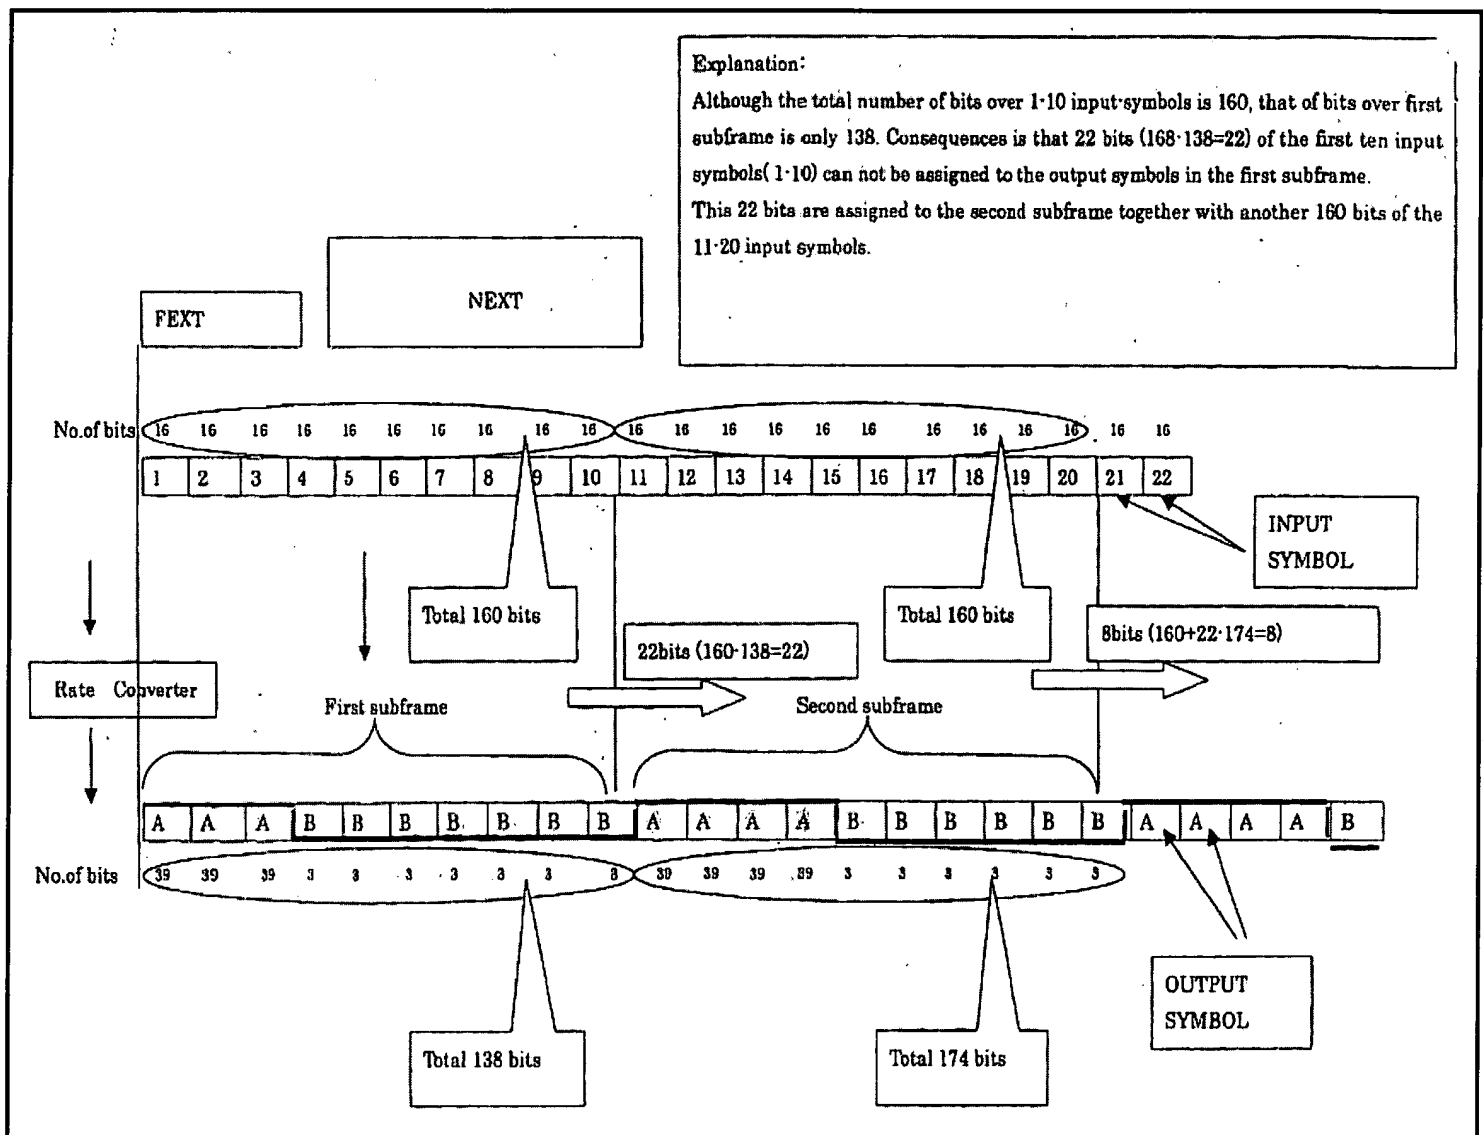 Explanation:
Although the total number of bits over 1·10 input·symbols is 160, that of bits over first
subframe is only 138. Consequences is that 22 bits (168·138=22) of the first ten input
symbols( 1·10) can not be assigned to the output symbols in the first subframe.
This 22 bits are assigned to the second subframe together with another 160 bits of the
11·20 input symbols.
FEXT
NEXT
No.of bits 16 16 16 16 16 16 16 16 16 16 16 16 16 16 16 16 16 16 16 16 16 16
1 2 3 4 5 6 7 8 9 10 11 12 13 14 15 16 17 18 19 20 21 22
INPUT
SYMBOL
Total 160 bits
Total 160 bits
8bits (160+22·174=8)
22bits (160·138=22)
Rate Converter
First subframe
Second subframe
A A A B B B B B B B A A A A B B B B B B A A A A B
No.of bits 39 39 39 3 3 3 3 3 3 3 39 39 39 39 3 3 3 3 3 3
OUTPUT
SYMBOL
Total 138 bits
Total 174 bits